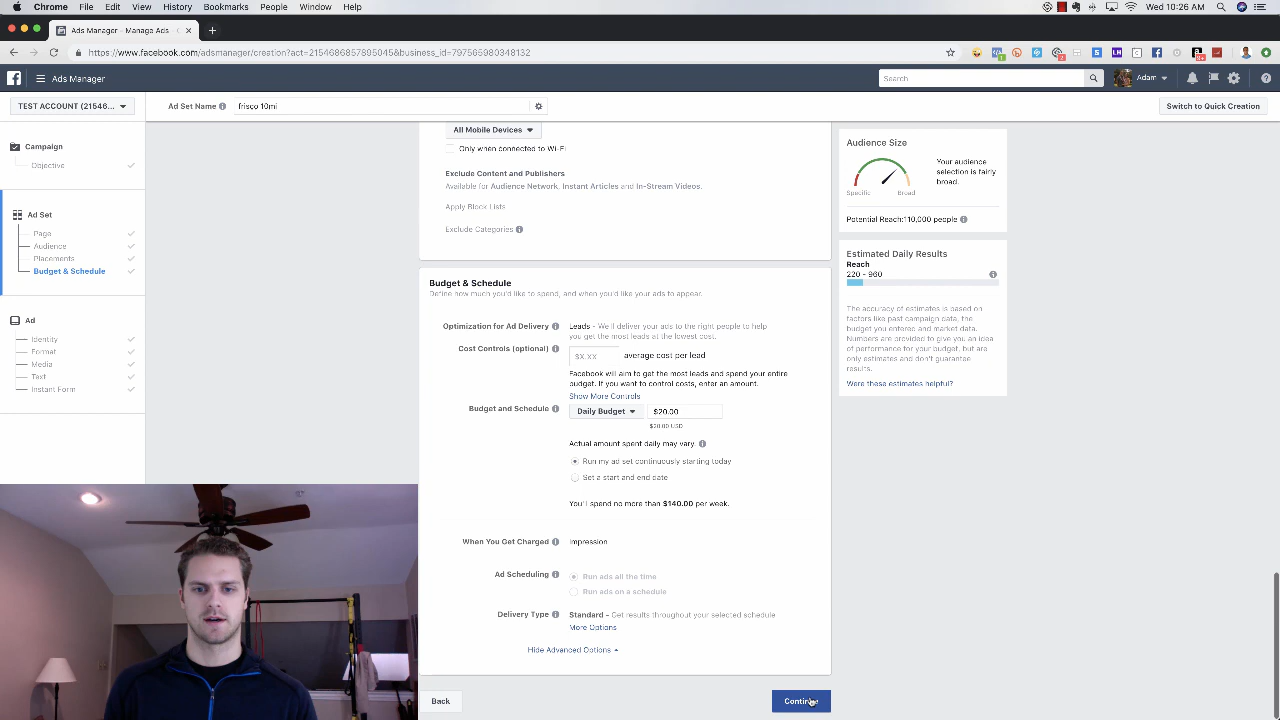 Chrome File Edit View History Bookmarks People Window Help
Wed 10:26 AM
Ads Manager - Manage Ads - C
https://www.facebook.com/adsmanager/creation?act=2154686857895045&business_id=797565980348132
Ads Manager
Search
Adam
TEST ACCOUNT (21546...
Ad Set Name
frisco 10mi
Switch to Quick Creation
Campaign
Objective
Ad Set
Page
Audience
Placements
Budget & Schedule
Ad
Identity
Format
Media
Text
Instant Form
All Mobile Devices
Only when connected to Wi-Fi
Exclude Content and Publishers
Available for Audience Network, Instant Articles and In-Stream Videos.
Apply Block Lists
Exclude Categories
Budget & Schedule
Define how much you'd like to spend, and when you'd like your ads to appear.
Optimization for Ad Delivery
Leads - We'll deliver your ads to the right people to help
you get the most leads at the lowest cost.
Cost Controls (optional)
$X.XX
average cost per lead
Facebook will aim to get the most leads and spend your entire
budget. If you want to control costs, enter an amount.
Show More Controls
Budget and Schedule
Daily Budget
$20.00
$20.00 USD
Actual amount spent daily may vary.
Run my ad set continuously starting today
Set a start and end date
You'll spend no more than $140.00 per week.
When You Get Charged
Impression
Ad Scheduling
Run ads all the time
Run ads on a schedule
Delivery Type
Standard - Get results throughout your selected schedule
More Options
Hide Advanced Options
Back
Continue
Audience Size
Your audience
selection is fairly
broad.
Specific
Broad
Potential Reach:110,000 people
Estimated Daily Results
Reach
220 - 960
The accuracy of estimates is based on
factors like past campaign data, the
budget you entered and market data.
Numbers are provided to give you an idea
of performance for your budget, but are
only estimates and don't guarantee
results.
Were these estimates helpful?